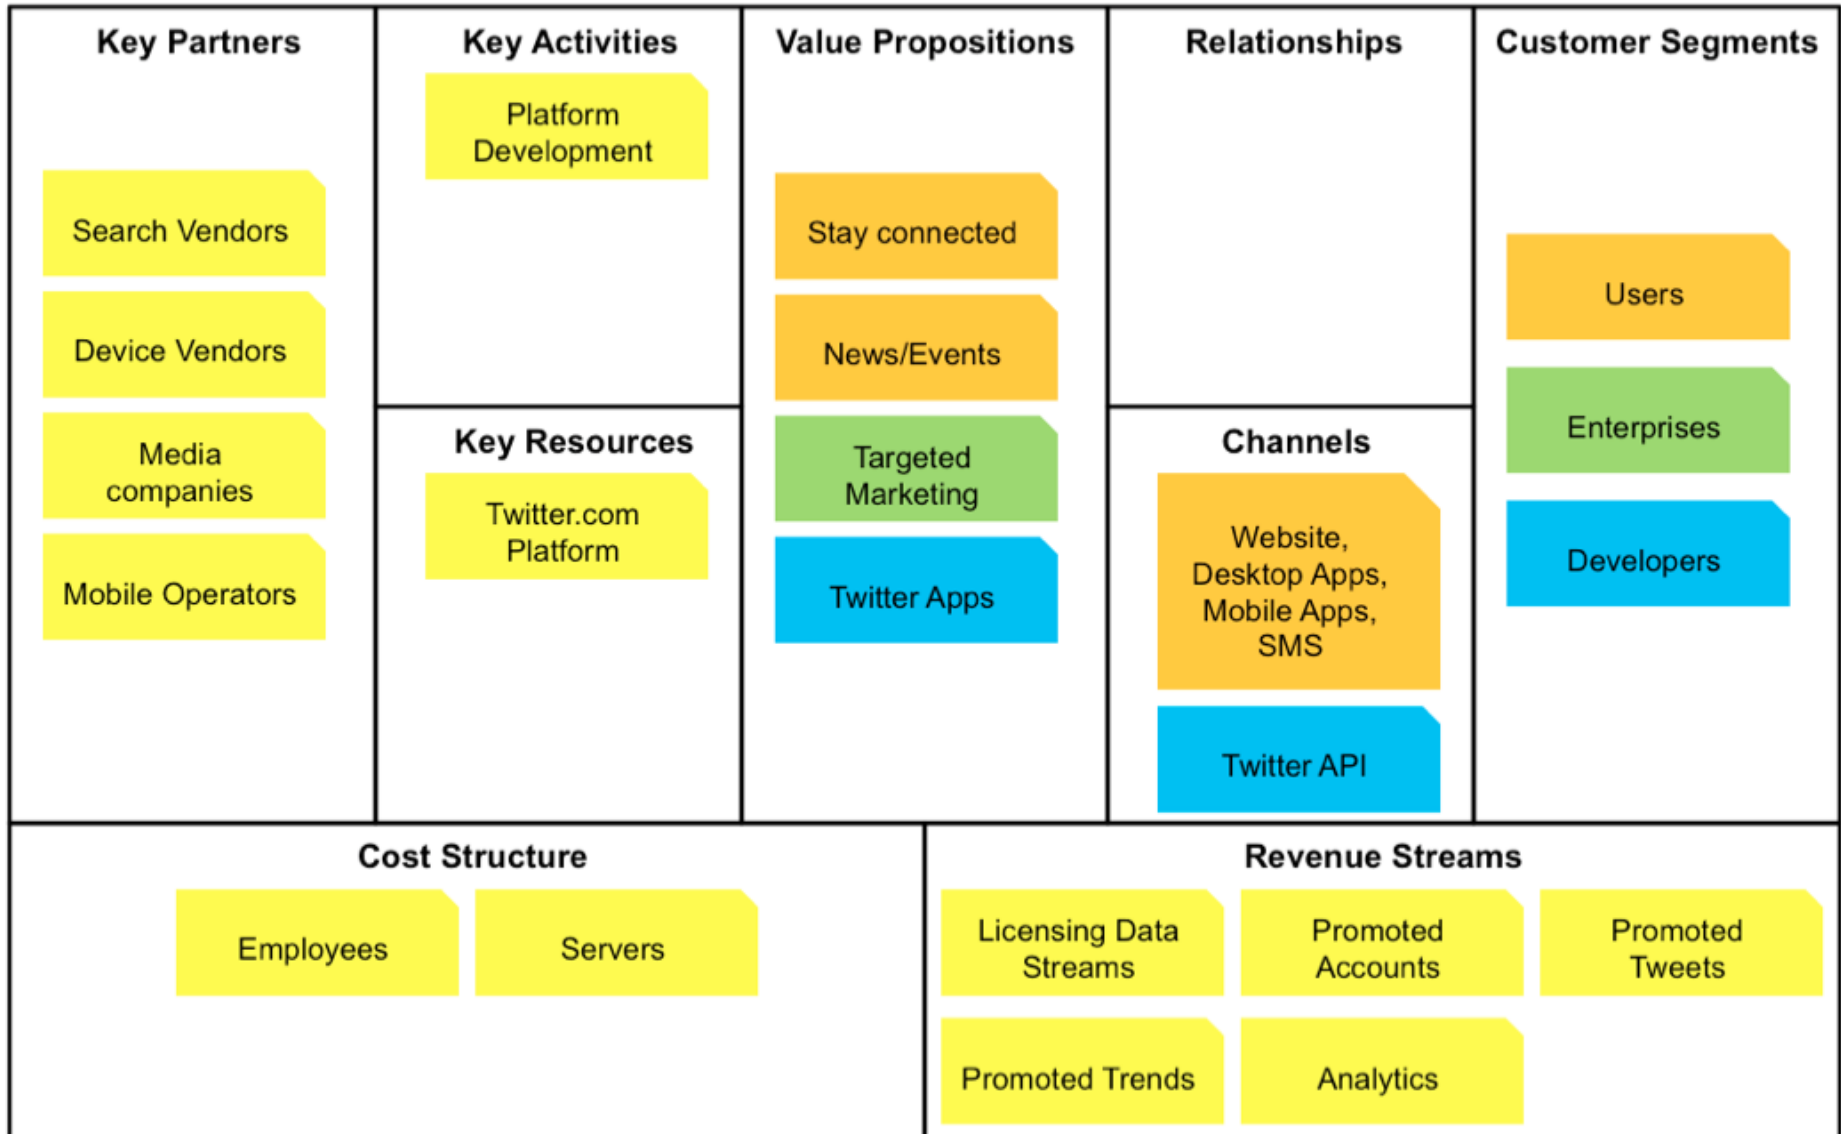 Key Partners
Search Vendors
Device Vendors
Media
companies
Mobile Operators
Key Activities
Platform
Development
Key Resources
Twitter.com
Platform
Value Propositions
Stay connected
News/Events
Targeted
Marketing
Twitter Apps
Relationships
Channels
Website,
Desktop Apps,
Mobile Apps,
SMS
Twitter API
Customer Segments
Users
Enterprises
Developers
Cost Structure
Employees
Servers
Revenue Streams
Licensing Data
Streams
Promoted
Accounts
Promoted
Tweets
Promoted Trends
Analytics